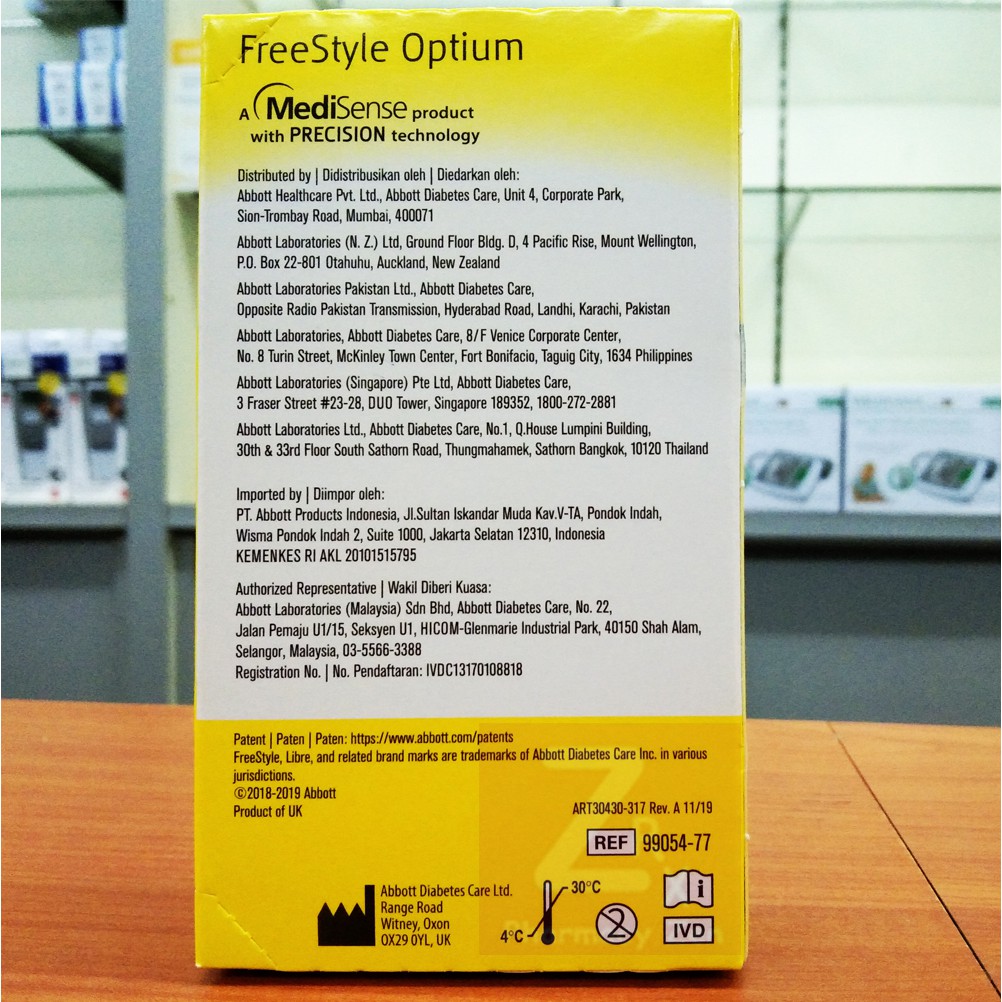 FreeStyle Optium
A MediSense product
with PRECISION technology
Distributed by | Didistribusikan oleh | Diedarkan oleh:
Abbott Healthcare Pvt. Ltd., Abbott Diabetes Care, Unit 4, Corporate Park,
Sion-Trombay Road, Mumbai, 400071
Abbott Laboratories (N. Z.) Ltd, Ground Floor Bldg. D, 4 Pacific Rise, Mount Wellington,
P.O. Box 22-801 Otahuhu, Auckland, New Zealand
Abbott Laboratories Pakistan Ltd., Abbott Diabetes Care,
Opposite Radio Pakistan Transmission, Hyderabad Road, Landhi, Karachi, Pakistan
Abbott Laboratories, Abbott Diabetes Care, 8/F Venice Corporate Center,
No. 8 Turin Street, McKinley Town Center, Fort Bonifacio, Taguig City, 1634 Philippines
Abbott Laboratories (Singapore) Pte Ltd, Abbott Diabetes Care,
3 Fraser Street #23-28, DUO Tower, Singapore 189352, 1800-272-2881
Abbott Laboratories Ltd., Abbott Diabetes Care, No.1, Q.House Lumpini Building,
30th & 33rd Floor South Sathorn Road, Thungmahamek, Sathorn Bangkok, 10120 Thailand
Imported by | Diimpor oleh:
PT. Abbott Products Indonesia, Jl.Sultan Iskandar Muda Kav.V-TA, Pondok Indah,
Wisma Pondok Indah 2, Suite 1000, Jakarta Selatan 12310, Indonesia
KEMENKES RI AKL 20101515795
Authorized Representative | Wakil Diberi Kuasa:
Abbott Laboratories (Malaysia) Sdn Bhd, Abbott Diabetes Care, No. 22,
Jalan Pemaju U1/15, Seksyen U1, HICOM-Glenmarie Industrial Park, 40150 Shah Alam,
Selangor, Malaysia, 03-5566-3388
Registration No. | No. Pendaftaran: IVDC13170108818
Patent | Paten | Paten: https://www.abbott.com/patents
FreeStyle, Libre, and related brand marks are trademarks of Abbott Diabetes Care Inc. in various
jurisdictions.
©2018-2019 Abbott
Product of UK
ART30430-317 Rev. A 11/19
REF 99054-77
Abbott Diabetes Care Ltd.
Range Road
Witney, Oxon
OX29 0YL, UK
30°C
4°C
2
i
IVD